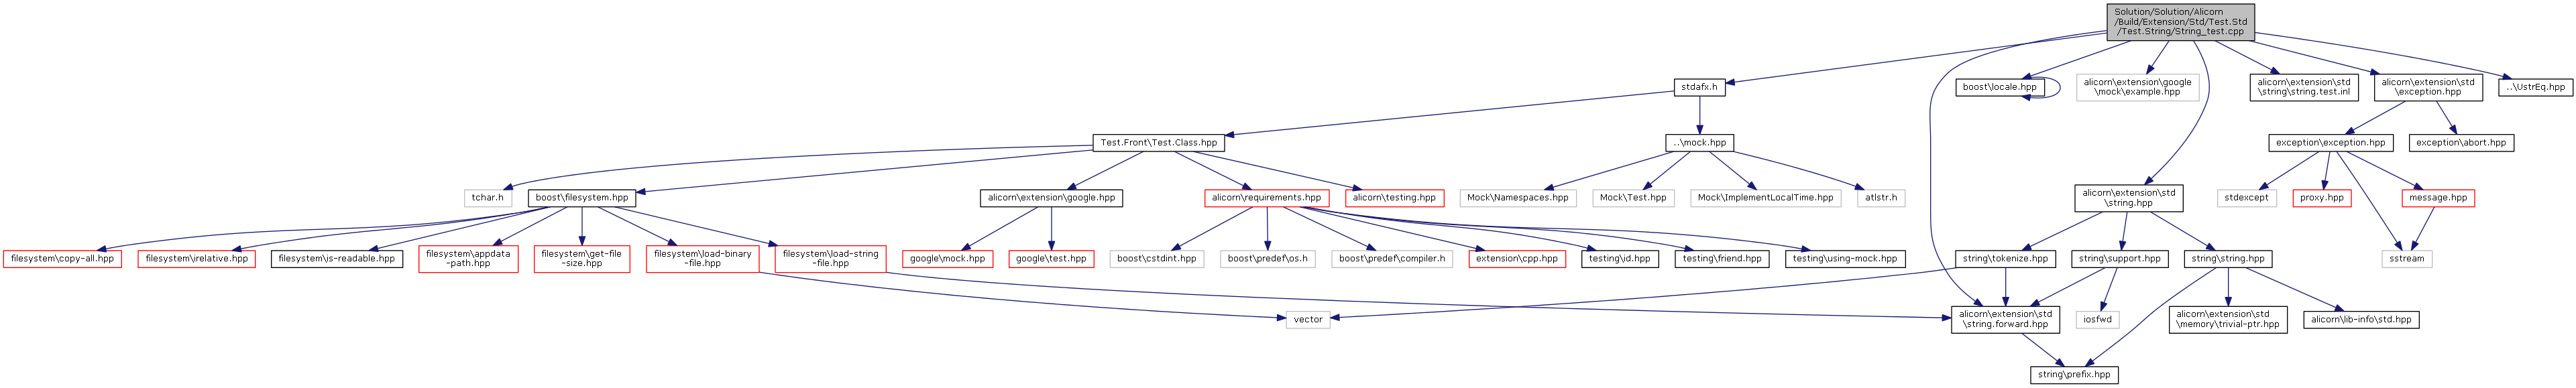 Solution/Solution/Alicorn
/Build/Extension/Std/Test.Std
/Test.String/String_test.cpp
stdafx.h
boost\locale.hpp
alicorn\extension\google
\mock\example.hpp
alicorn\extension\std
\string\string.test.inl
alicorn\extension\std
\exception.hpp
..\UstrEq.hpp
Test.Front\Test.Class.hpp
..\mock.hpp
exception\exception.hpp
exception\abort.hpp
tchar.h
boost\filesystem.hpp
alicorn\extension\google.hpp
alicorn\requirements.hpp
alicorn\testing.hpp
Mock\Namespaces.hpp
Mock\Test.hpp
Mock\ImplementLocalTime.hpp
atlstr.h
alicorn\extension\std
\string.hpp
stdexcept
proxy.hpp
message.hpp
filesystem\copy-all.hpp
filesystem\irelative.hpp
filesystem\is-readable.hpp
filesystem\appdata
-path.hpp
filesystem\get-file
-size.hpp
filesystem\load-binary
-file.hpp
filesystem\load-string
-file.hpp
google\mock.hpp
google\test.hpp
boost\cstdint.hpp
boost\predef\os.h
boost\predef\compiler.h
extension\cpp.hpp
testing\id.hpp
testing\friend.hpp
testing\using-mock.hpp
string\tokenize.hpp
string\support.hpp
string\string.hpp
sstream
vector
alicorn\extension\std
\string.forward.hpp
iosfwd
alicorn\extension\std
\memory\trivial-ptr.hpp
alicorn\lib-info\std.hpp
string\prefix.hpp